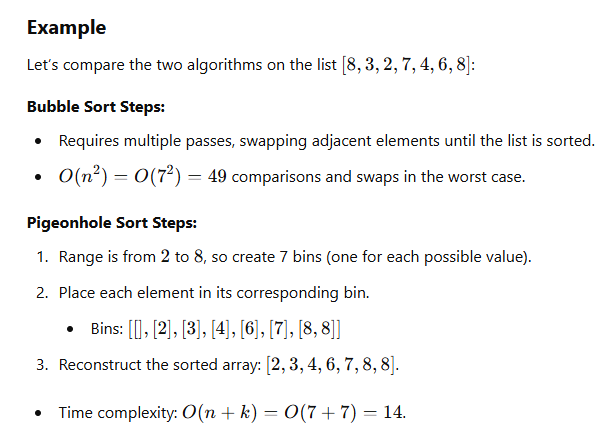 Example
Let's compare the two algorithms on the list [8, 3, 2, 7, 4, 6, 8]:
Bubble Sort Steps:
• Requires multiple passes, swapping adjacent elements until the list is sorted.
• O(n²) = O(7²) = 49 comparisons and swaps in the worst case.
Pigeonhole Sort Steps:
1. Range is from 2 to 8, so create 7 bins (one for each possible value).
2. Place each element in its corresponding bin.
• Bins: [[], [2], [3], [4], [6], [7], [8, 8]]
3. Reconstruct the sorted array: [2, 3, 4, 6, 7, 8, 8].
• Time complexity: O(n + k) = O(7 + 7) = 14.